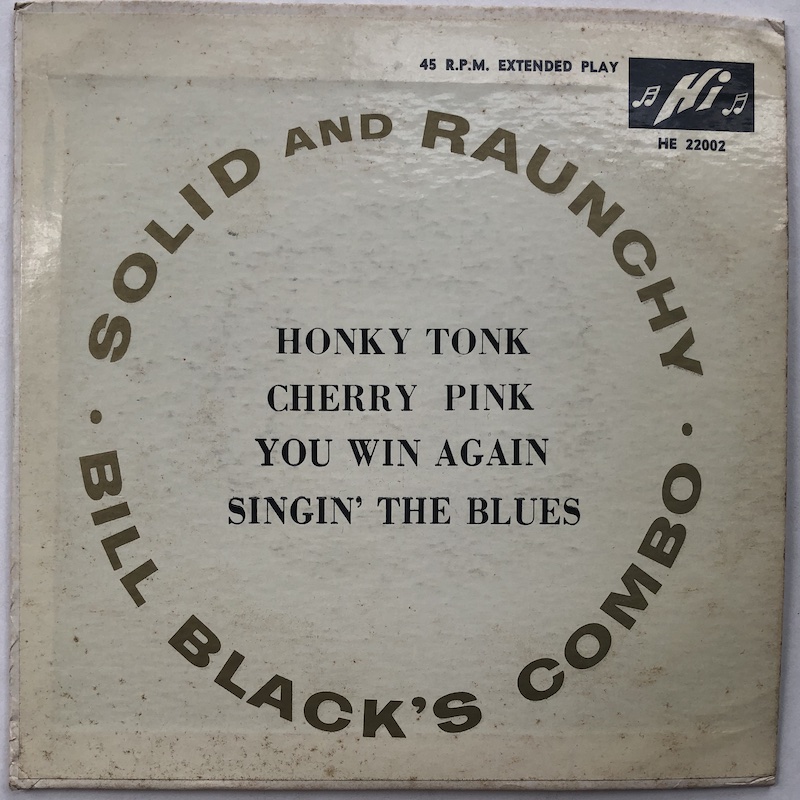 45 R.P.M. EXTENDED PLAY
Hi
HE 22002
SOLID AND RAUNCHY
HONKY TONK
CHERRY PINK
YOU WIN AGAIN
SINGIN' THE BLUES
· BILL BLACK'S COMBO ·